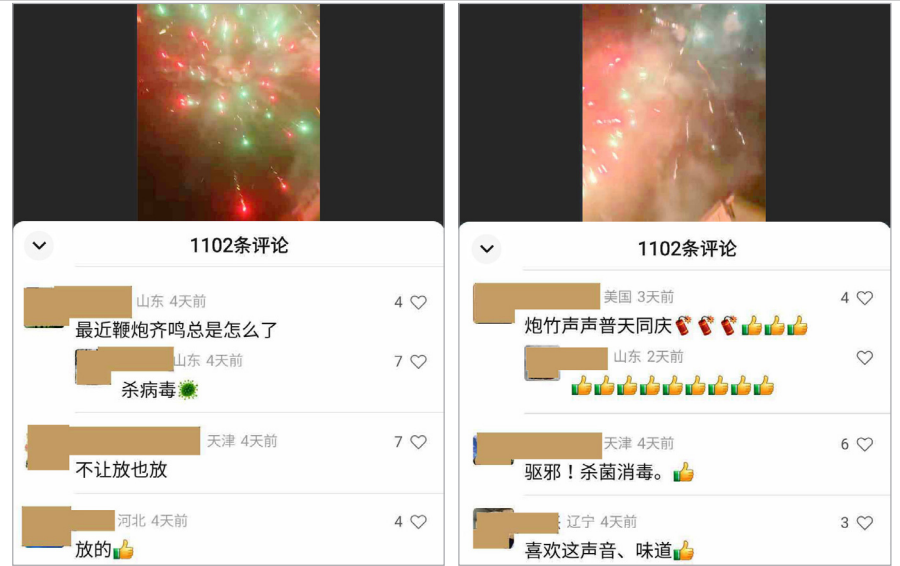 1102条评论
山东 4天前
4
最近鞭炮齐鸣总是怎么了
山东 4天前
7
杀病毒
天津 4天前
7
不让放也放
河北 4天前
4
放的👍
1102条评论
美国 3天前
4
炮竹声声普天同庆🧨🧨🧨👍👍👍
山东 2天前
👍👍👍👍👍👍👍👍👍
天津 4天前
6
驱邪！杀菌消毒。👍
辽宁 4天前
3
喜欢这声音、味道👍